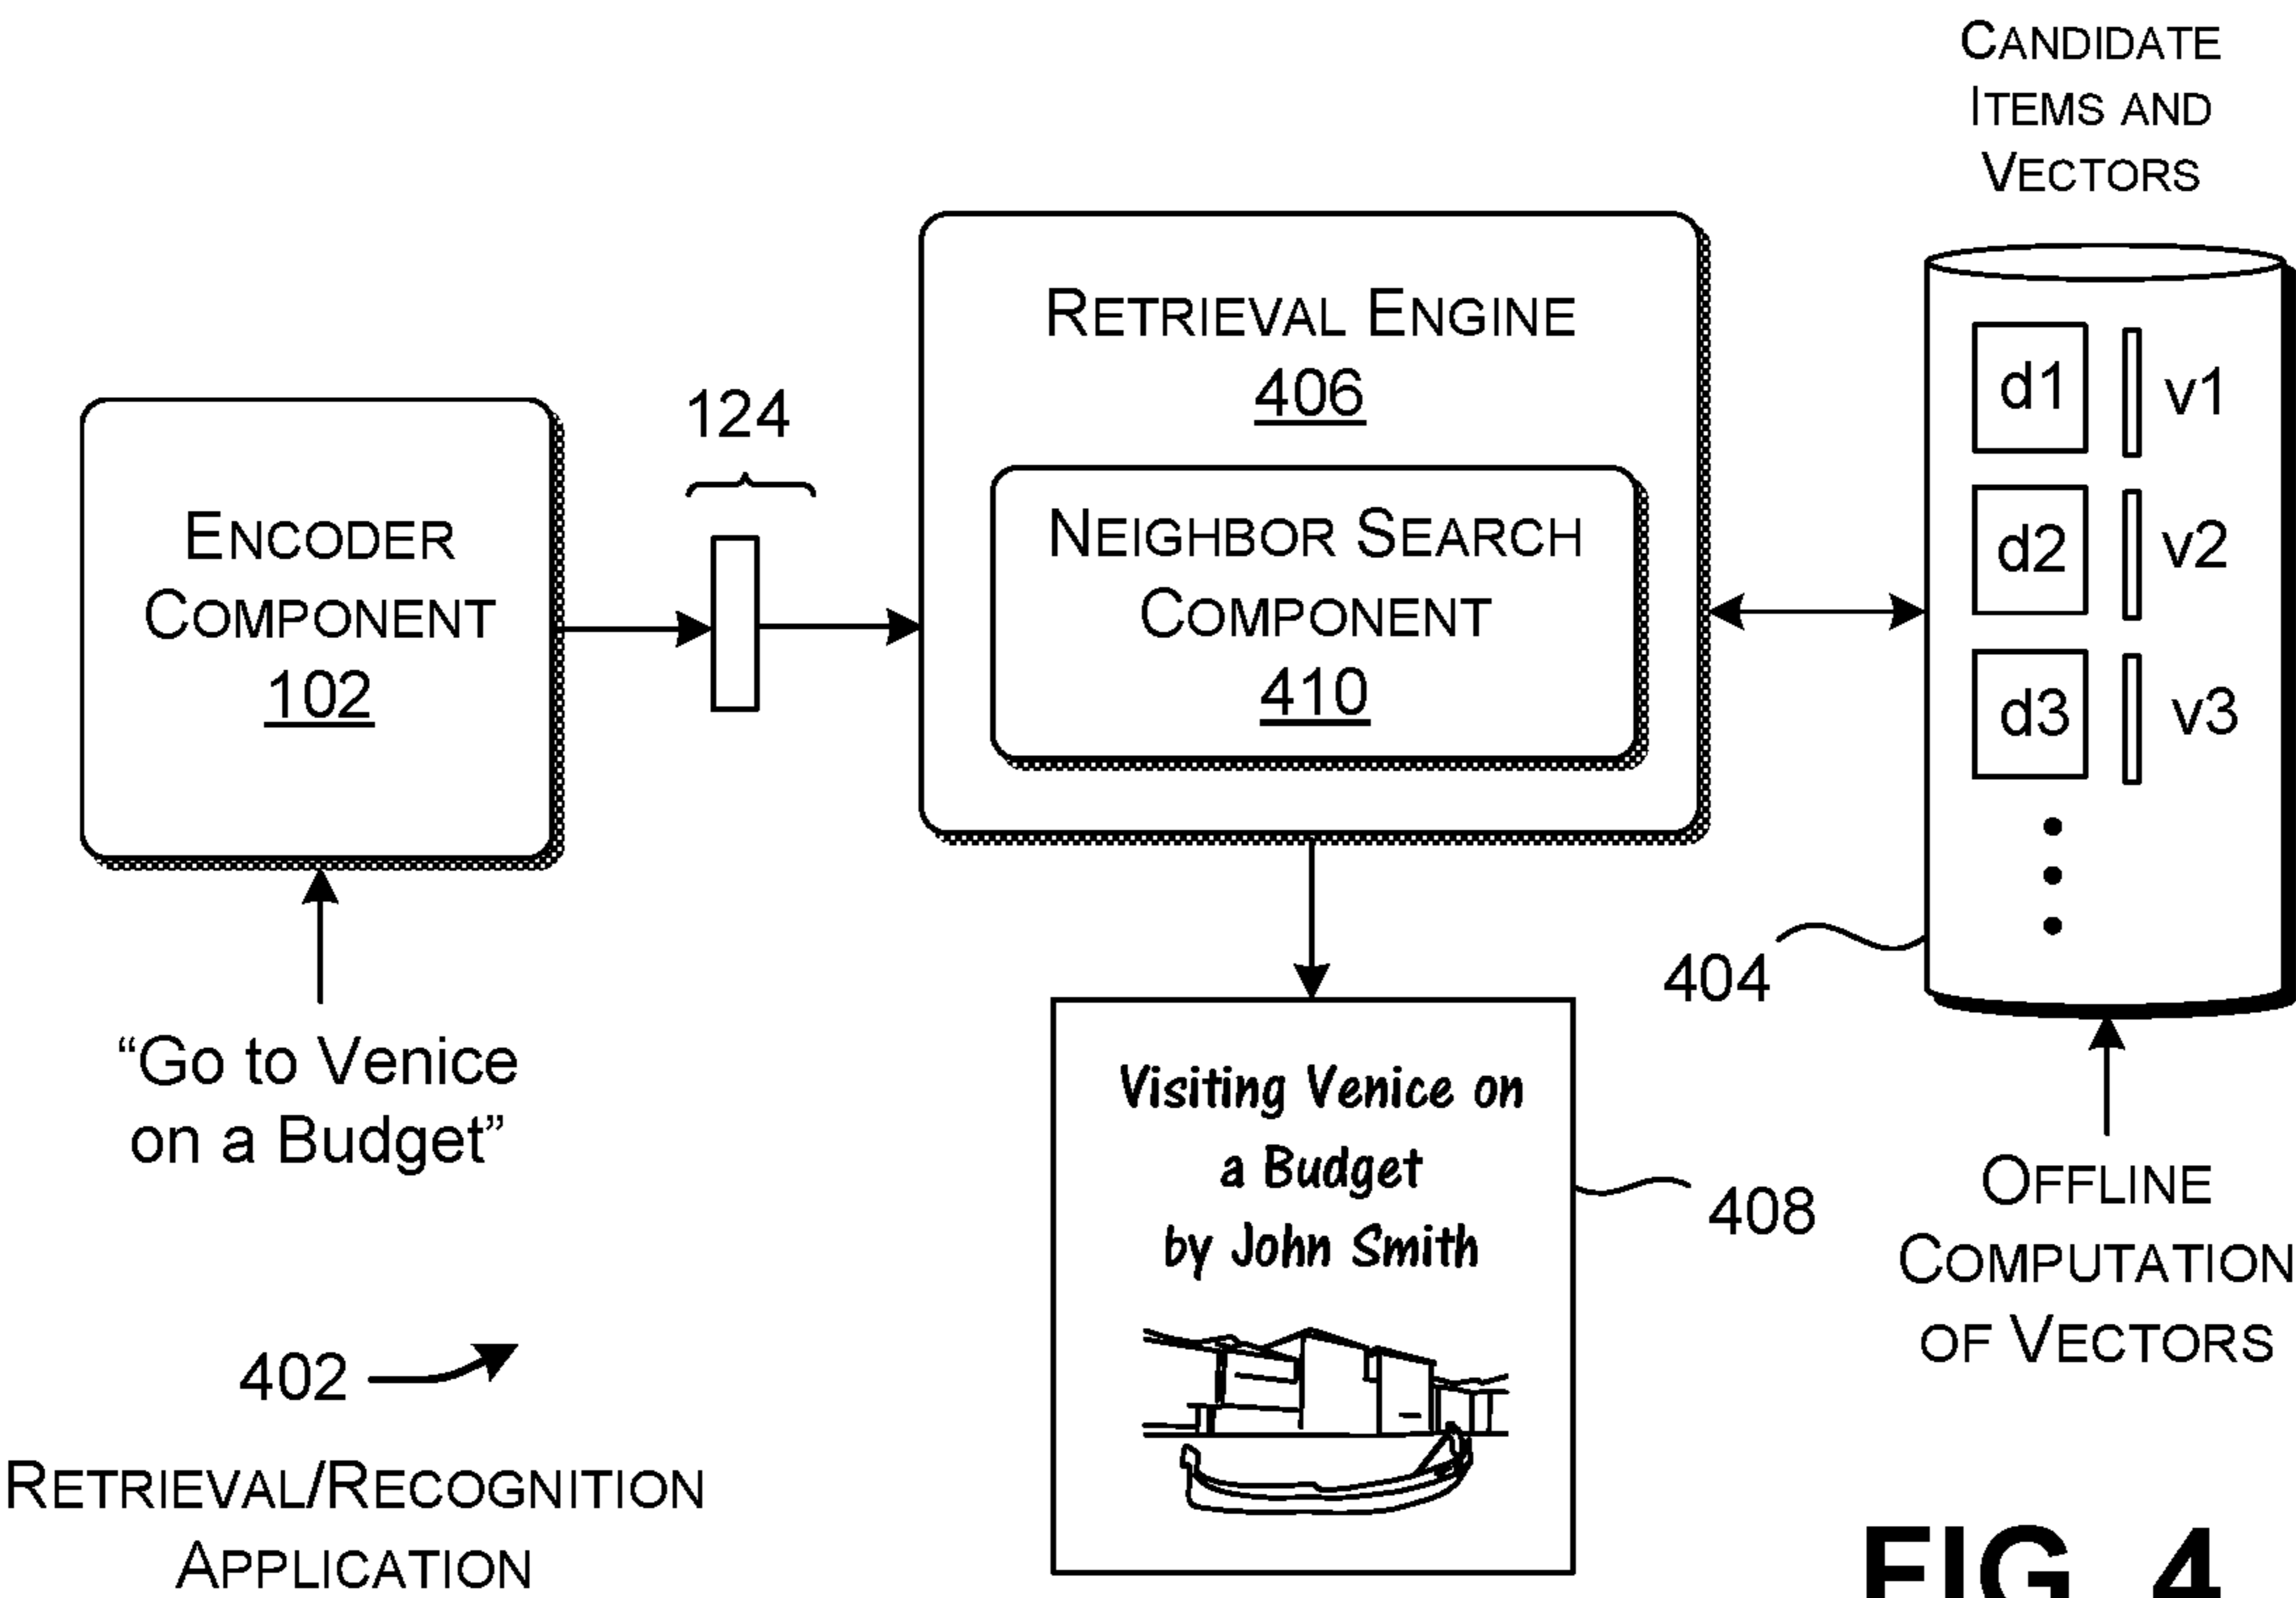 CANDIDATE
ITEMS AND
VECTORS
RETRIEVAL ENGINE
406
124
ENCODER
COMPONENT
102
NEIGHBOR SEARCH
COMPONENT
410
d1 v1
d2 v2
d3 v3
404
“Go to Venice
on a Budget”
Visiting Venice on
a Budget
by John Smith
408
OFFLINE
COMPUTATION
OF VECTORS
402
RETRIEVAL/RECOGNITION
APPLICATION
FIG. 4